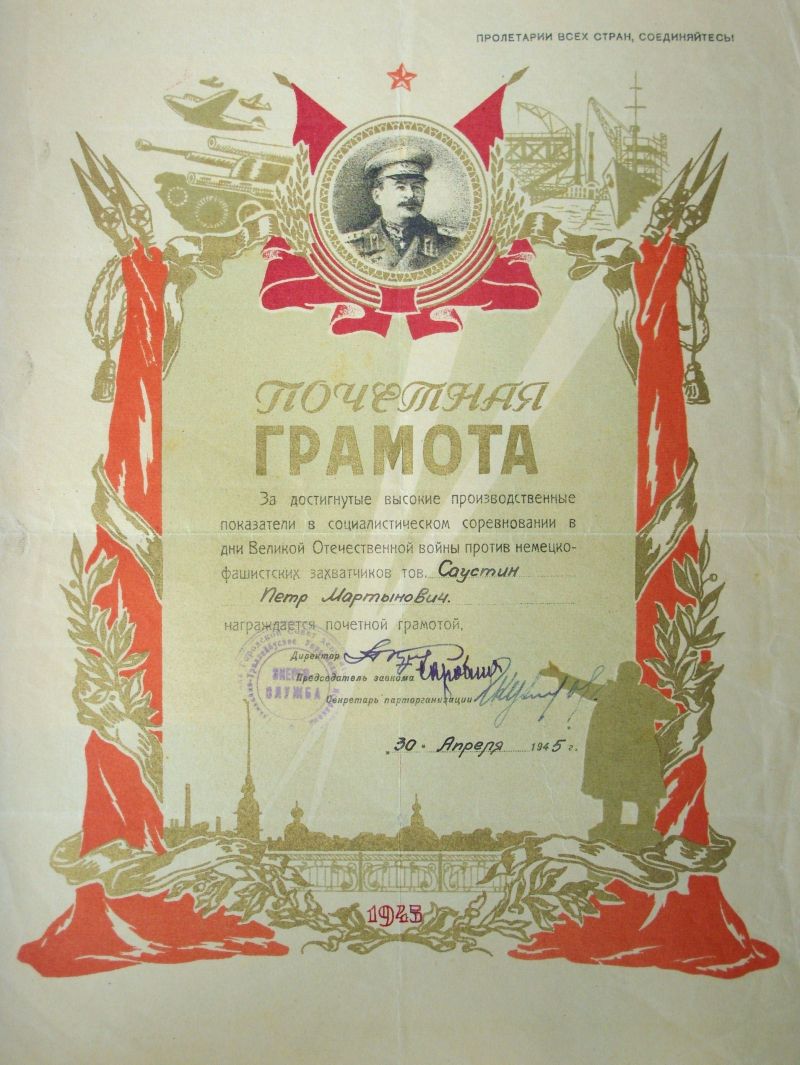 ПРОЛЕТАРИИ ВСЕХ СТРАН, СОЕДИНЯЙТЕСЬ!
ПОЧЕТНАЯ
ГРАМОТА
За достигнутые высокие производственные
показатели в социалистическом соревновании в
дни Великой Отечественной войны против немецко-
фашистских захватчиков тов. Саустин
Петр Мартынович.
награждается почетной грамотой.
Директор
Председатель завкома
Секретарь парторганизации
ЭНЕРГО
СЛУЖБА
„30" Апреля 1945 г.